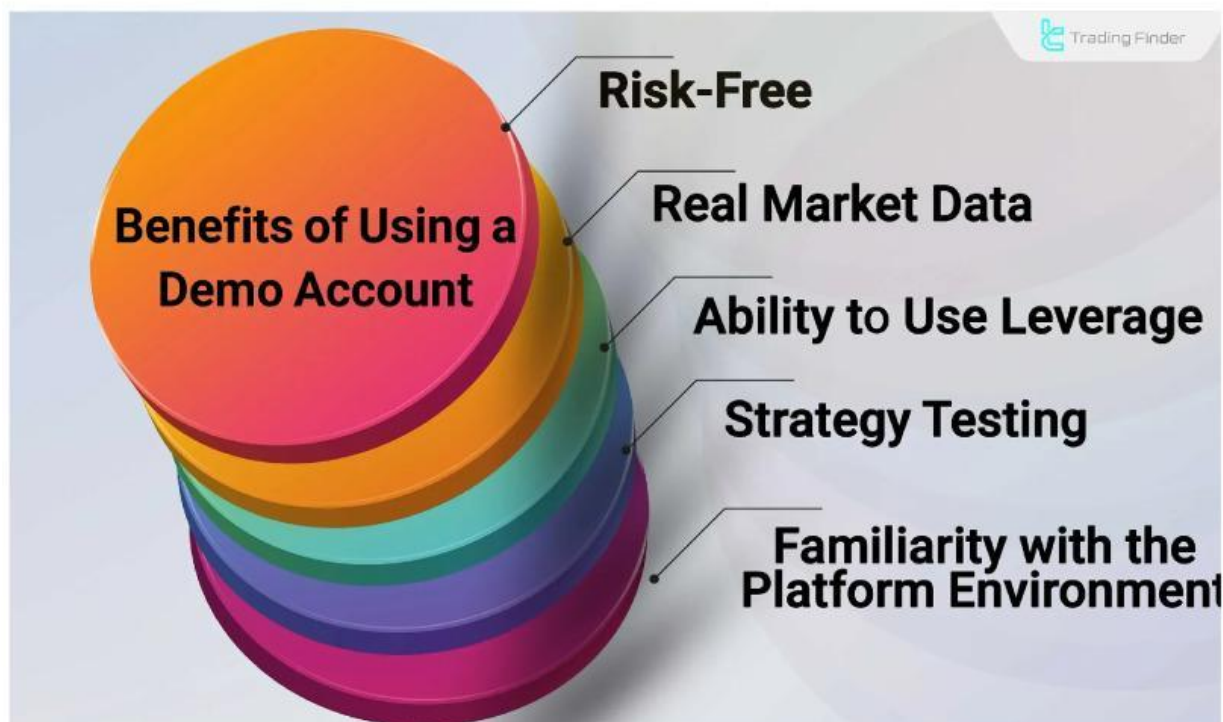 Trading Finder
Risk-Free
Real Market Data
Benefits of Using a
Demo Account
Ability to Use Leverage
Strategy Testing
Familiarity with the
Platform Environment